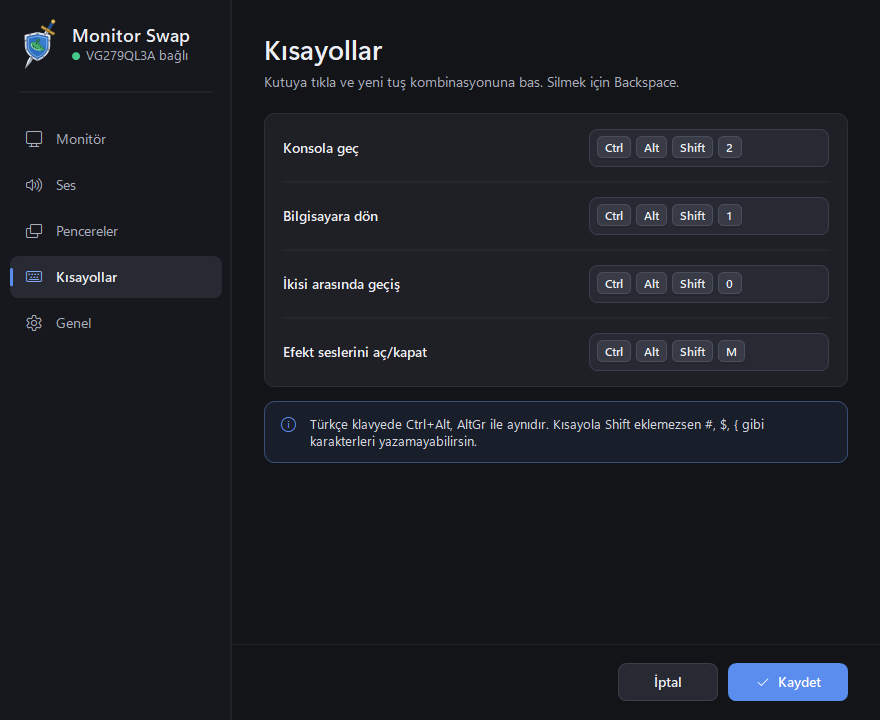 Monitor Swap
VG279QL3A bağlı
Monitör
Ses
Pencereler
Kısayollar
Genel
Kısayollar
Kutuya tıkla ve yeni tuş kombinasyonuna bas. Silmek için Backspace.
Konsola geç Ctrl Alt Shift 2
Bilgisayara dön Ctrl Alt Shift 1
İkisi arasında geçiş Ctrl Alt Shift 0
Efekt seslerini aç/kapat Ctrl Alt Shift M
Türkçe klavyede Ctrl+Alt, AltGr ile aynıdır. Kısayola Shift eklemezsen #, $, { gibi
karakterleri yazamayabilirsin.
İptal Kaydet